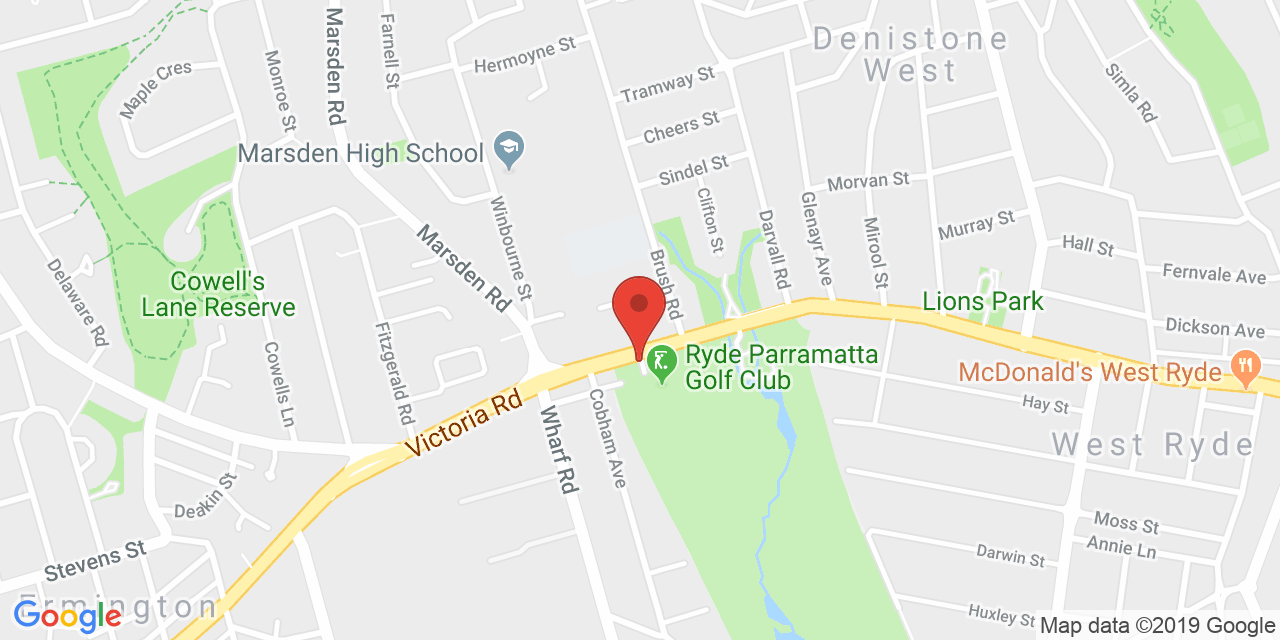 Denistone
West
Farnell St
Marsden Rd
Hermoyne St
Tramway St
Simla Rd
Maple Cres
Monroe St
Cheers St
Marsden High School
Sindel St
Morvan St
Clifton St
Glenayr Ave
Darvall Rd
Mirool St
Murray St
Winbourne St
Marsden Rd
Brush Rd
Hall St
Fernvale Ave
Delaware Rd
Cowell's
Lane Reserve
Lions Park
Dickson Ave
Fitzgerald Rd
Cowells Ln
Ryde Parramatta
Golf Club
McDonald's West Ryde
Victoria Rd
Wharf Rd
Cobham Ave
Hay St
West Ryde
Deakin St
Moss St
Annie Ln
Stevens St
Darwin St
Ermington
Huxley St
Google
Map data ©2019 Google